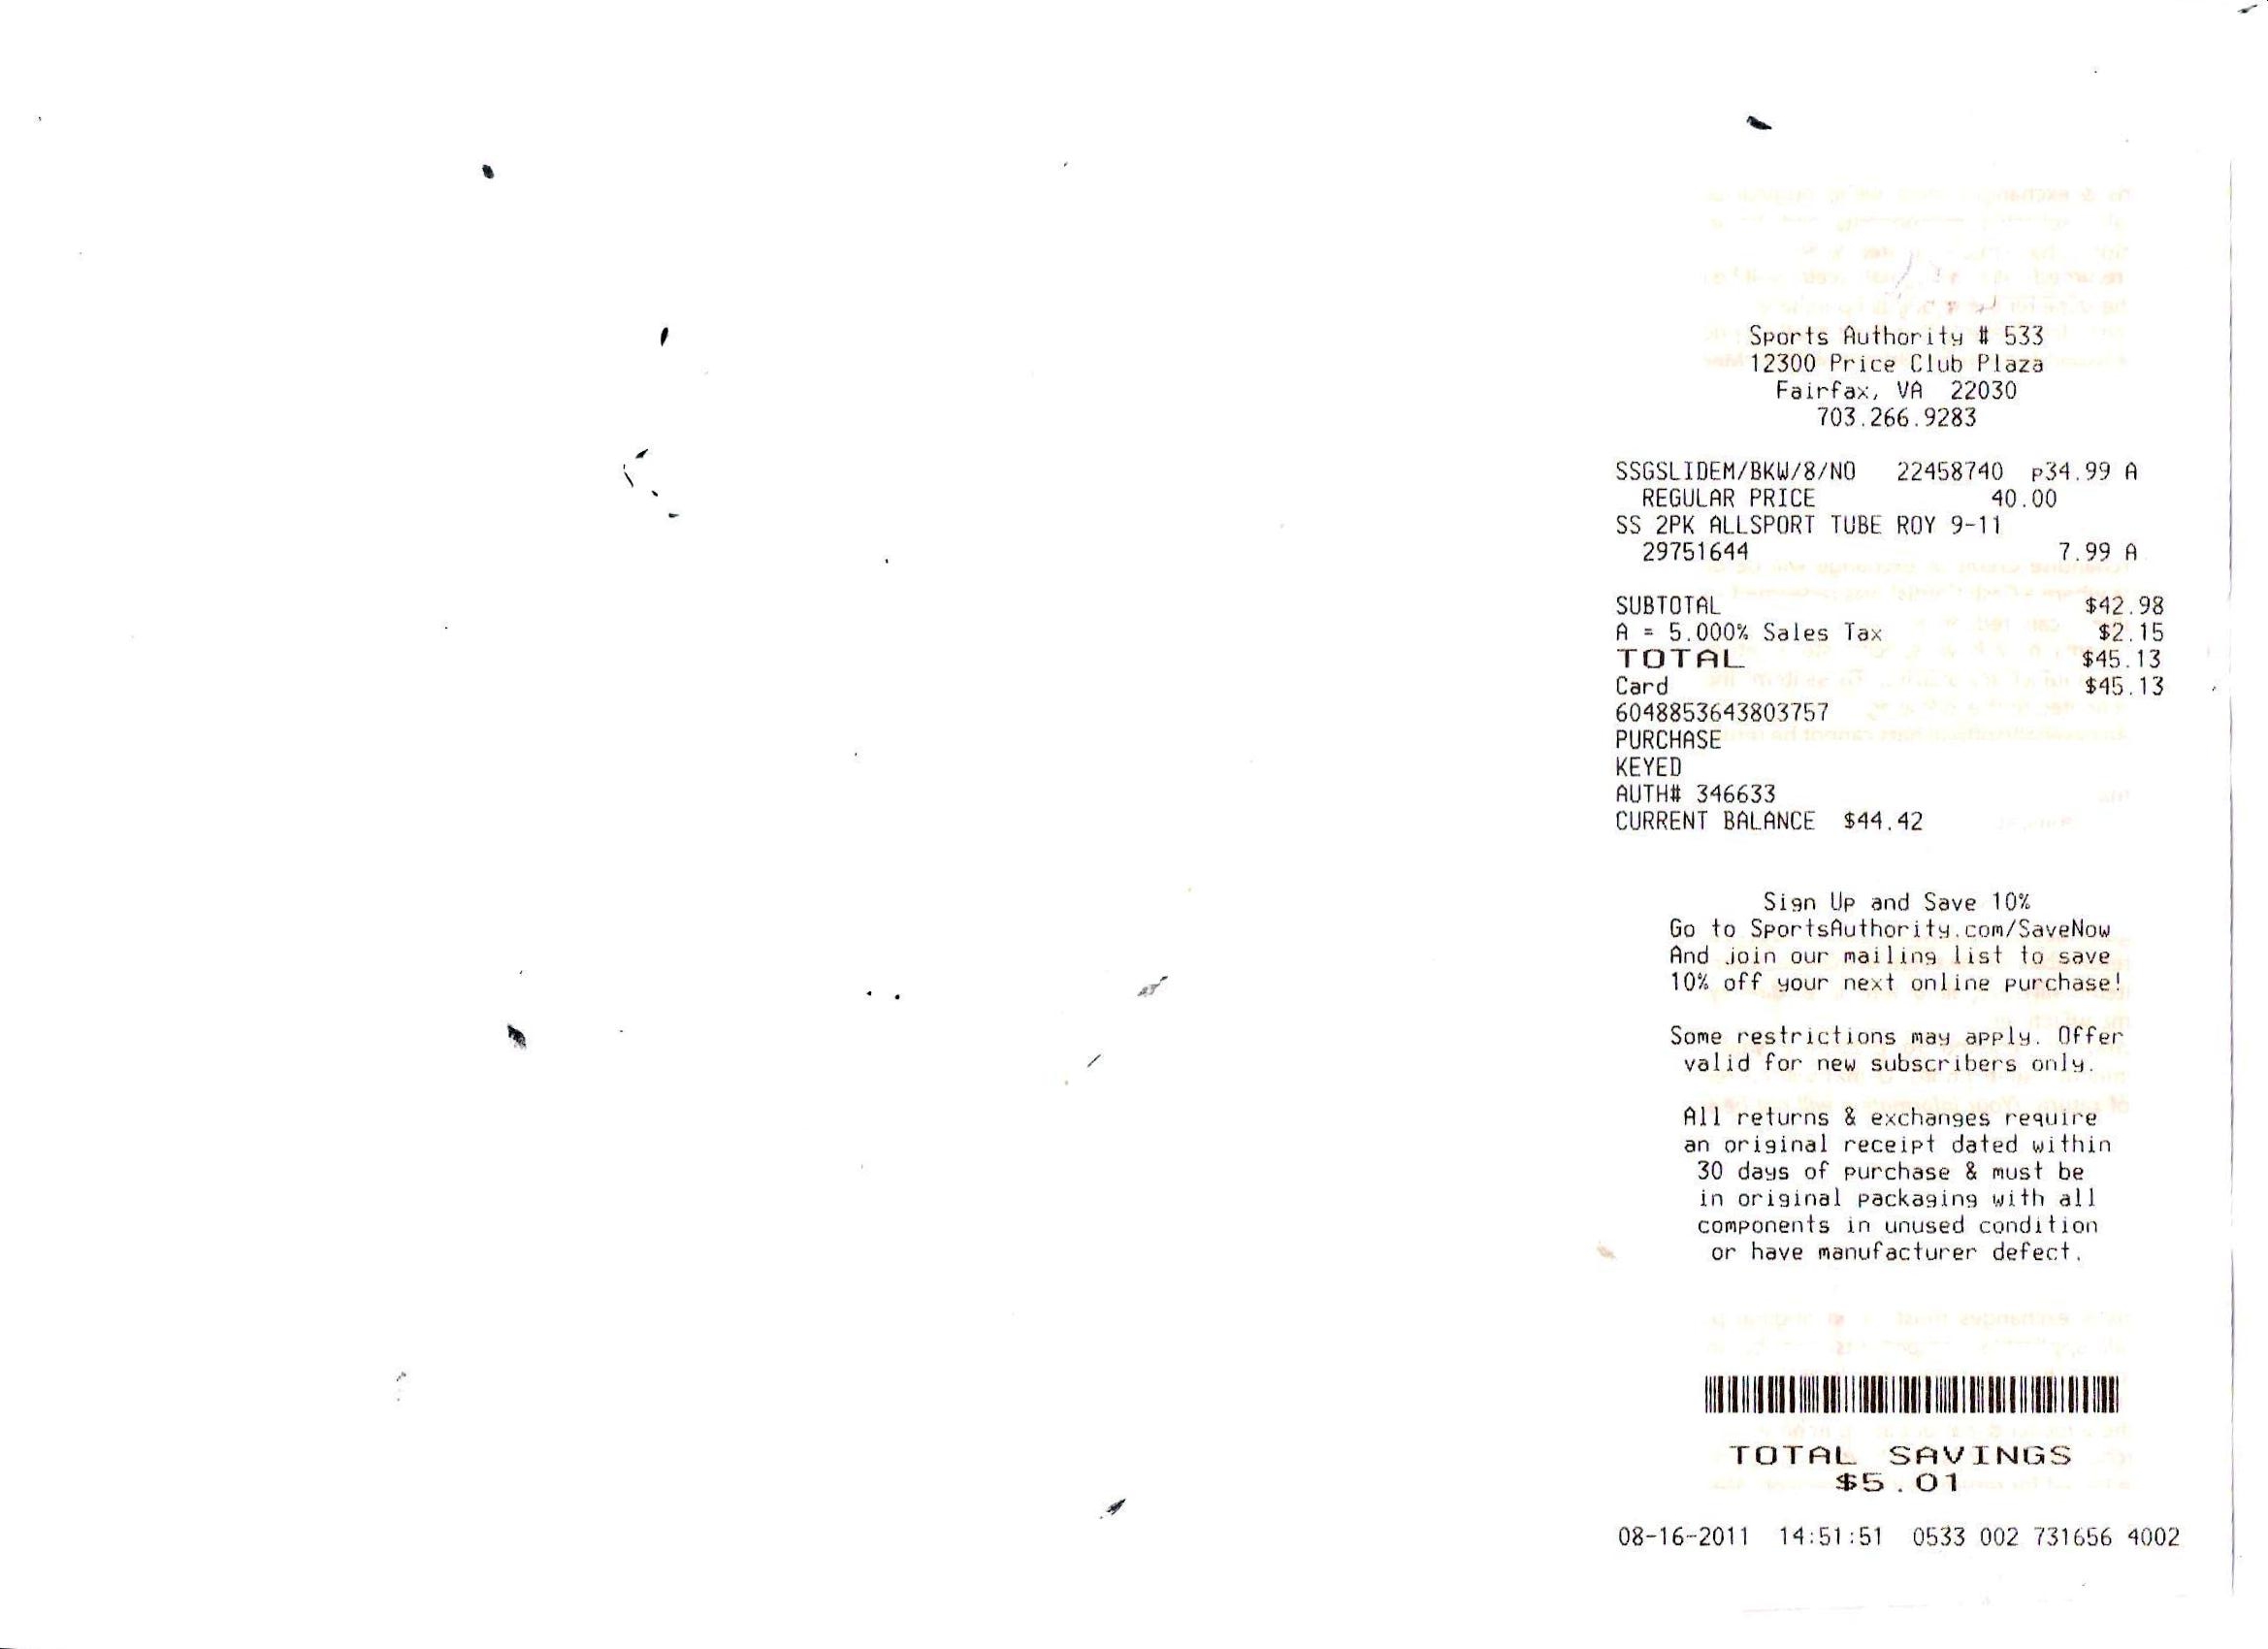 Sports Authority # 533
12300 Price Club Plaza
Fairfax, VA  22030
703.266.9283
SSGSLIDEM/BKW/8/NO   22458740  P34.99 A
REGULAR PRICE             40.00
SS 2PK ALLSPORT TUBE ROY 9-11
29751644                       7.99 A
SUBTOTAL                           $42.98
A = 5.000% Sales Tax                $2.15
TOTAL                         $45.13
Card                               $45.13
6048853643803757
PURCHASE
KEYED
AUTH# 346633
CURRENT BALANCE  $44.42
Sign Up and Save 10%
Go to SportsAuthority.com/SaveNow
And join our mailing list to save
10% off your next online purchase!
Some restrictions may apply. Offer
valid for new subscribers only.
All returns & exchanges require
an original receipt dated within
30 days of purchase & must be
in original packaging with all
components in unused condition
or have manufacturer defect.
TOTAL SAVINGS
$5.01
08-16-2011  14:51:51  0533 002 731656 4002